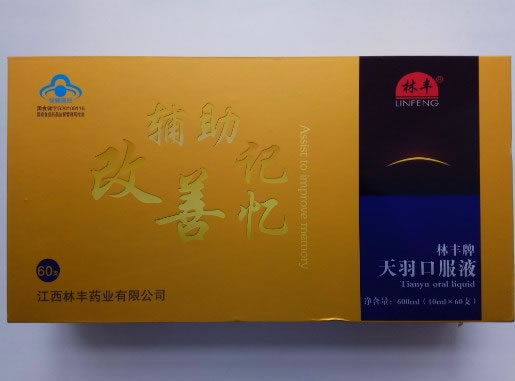 辅助
改善记忆
Assist to improve memory
60支
江西林丰药业有限公司
林丰®
LINFENG
林丰牌
天羽口服液
Tianyu oral liquid
净含量：600ml（10ml×60支）